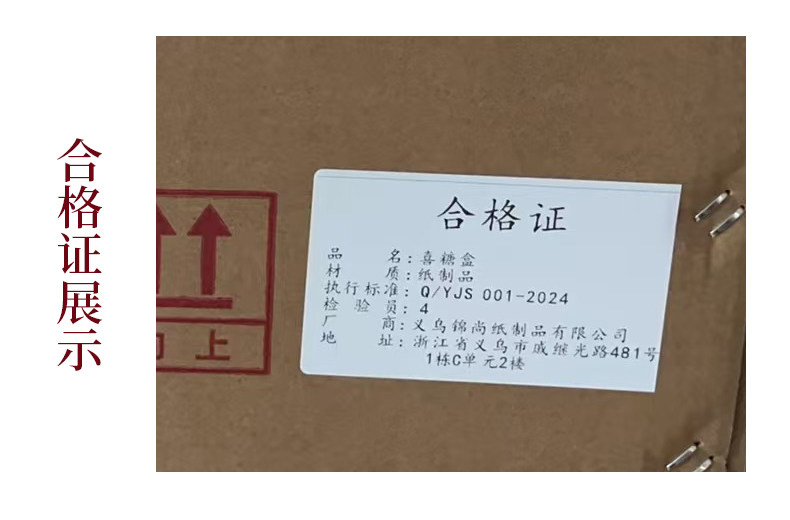 合格证展示
合格证
品名：喜糖盒
材质：纸制品
执行标准：Q/YJS 001-2024
检验员：4
厂商：义乌锦尚纸制品有限公司
地址：浙江省义乌市戚继光路481号
1栋C单元2楼
向上